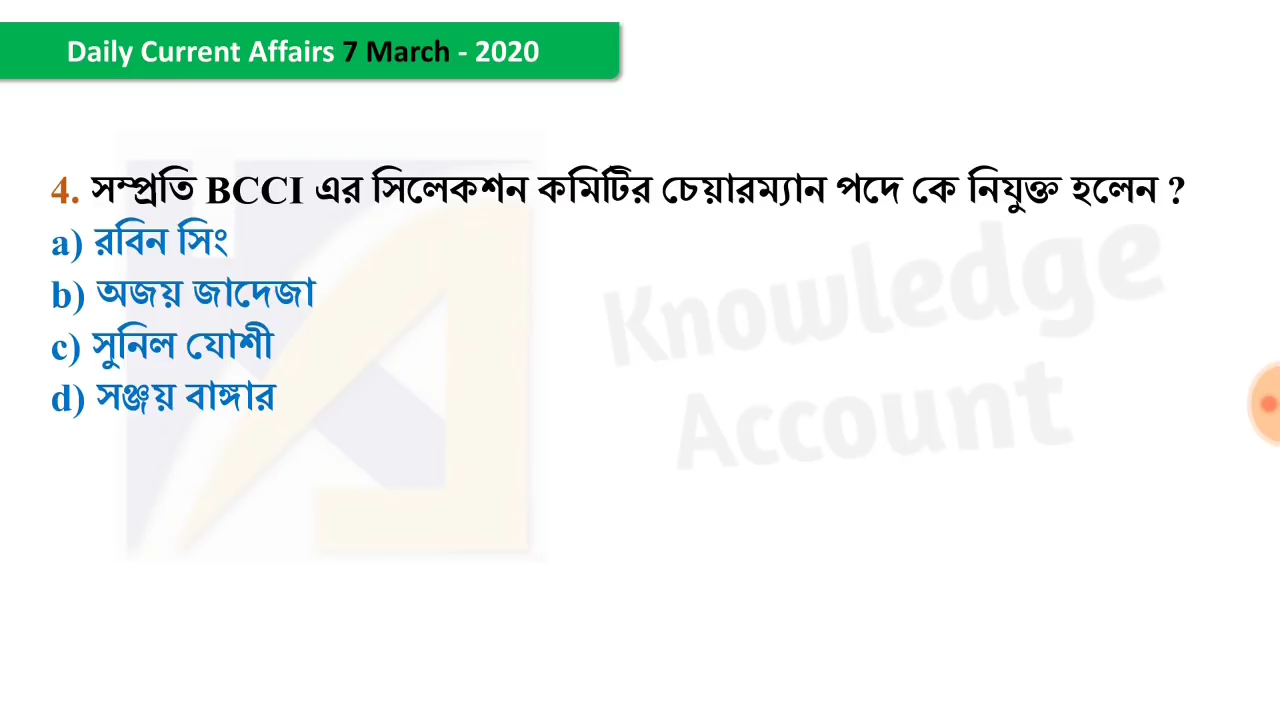 Daily Current Affairs 7 March - 2020
4. সম্প্রতি BCCI এর সিলেকশন কমিটির চেয়ারম্যান পদে কে নিযুক্ত হলেন ?
a) রবিন সিং
b) অজয় জাদেজা
c) সুনিল যোশী
d) সঞ্জয় বাঙ্গার
Knowledge
Account